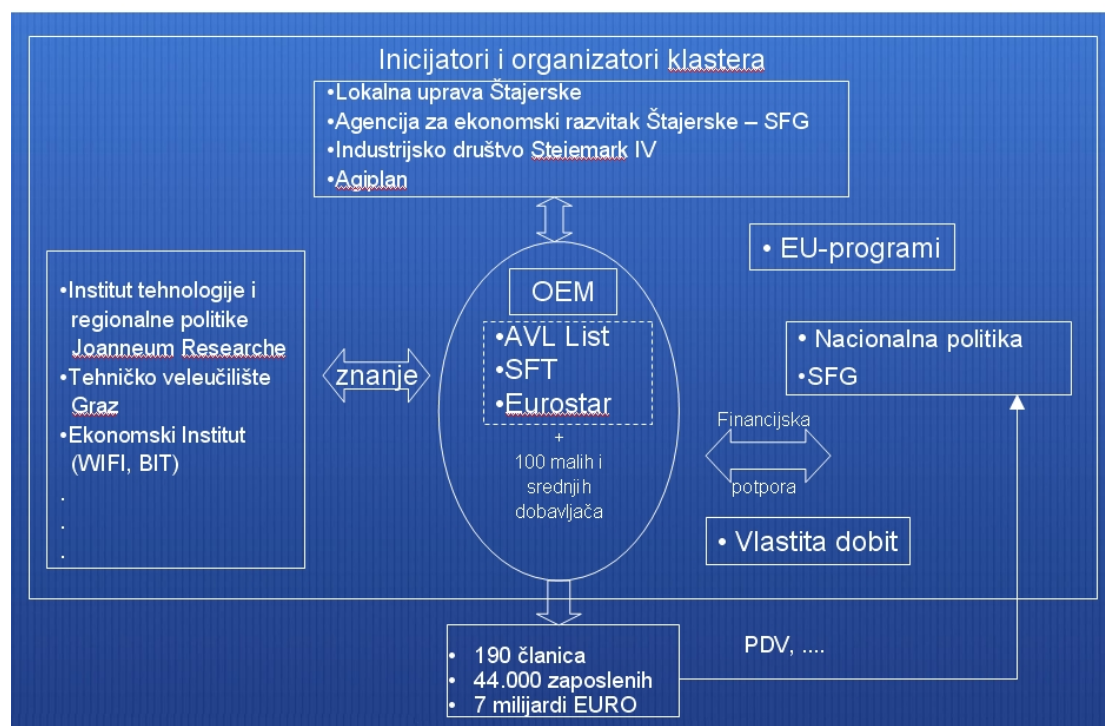 Inicijatori i organizatori klastera
•Lokalna uprava Štajerske
•Agencija za ekonomski razvitak Štajerske – SFG
•Industrijsko društvo Steiemark IV
•Agiplan
• EU-programi
•Institut tehnologije i
regionalne politike
Joanneum Researche
•Tehničko veleučilište
Graz
•Ekonomski Institut
(WIFI, BIT)
.
.
.
znanje
OEM
•AVL List
•SFT
•Eurostar
+
100 malih i
srednjih
dobavljača
• Nacionalna politika
•SFG
Financijska
potpora
• Vlastita dobit
• 190 članica
• 44.000 zaposlenih
• 7 milijardi EURO
PDV, ....